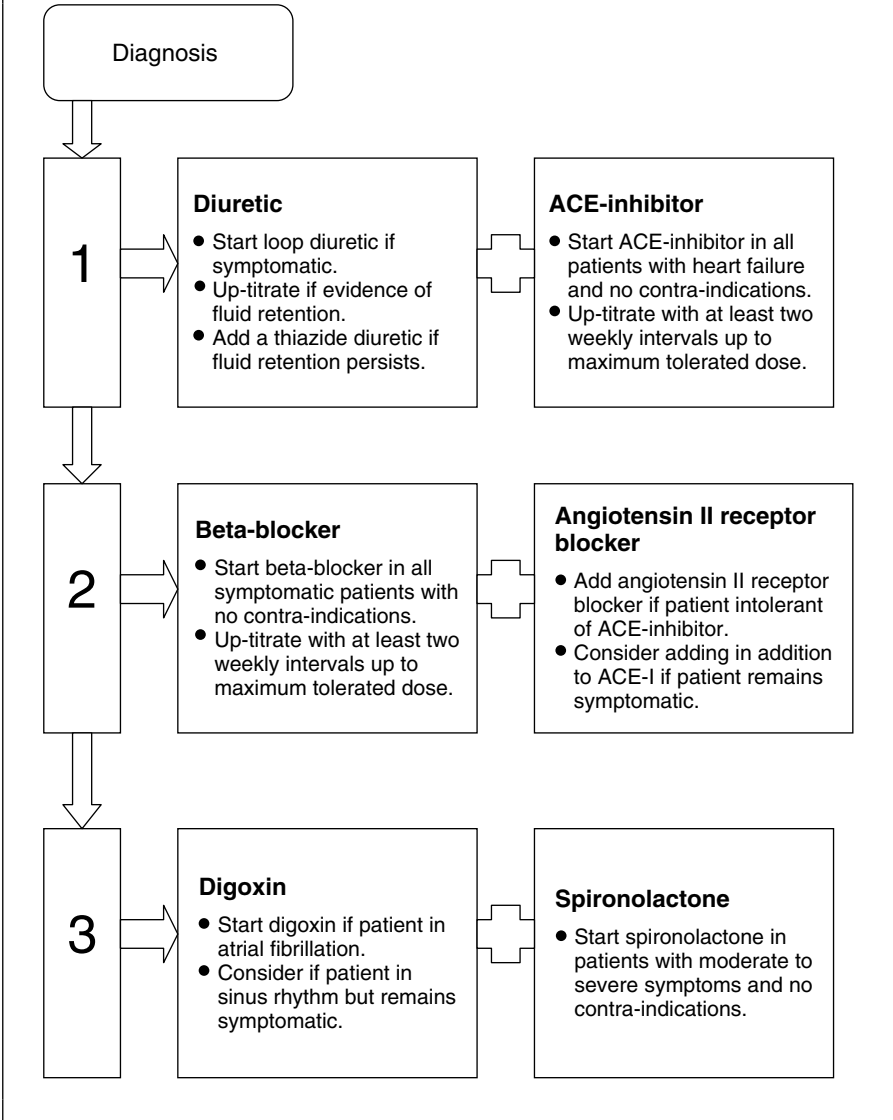 Diagnosis
1
Diuretic
● Start loop diuretic if
symptomatic.
● Up-titrate if evidence of
fluid retention.
● Add a thiazide diuretic if
fluid retention persists.
ACE-inhibitor
● Start ACE-inhibitor in all
patients with heart failure
and no contra-indications.
● Up-titrate with at least two
weekly intervals up to
maximum tolerated dose.
2
Beta-blocker
● Start beta-blocker in all
symptomatic patients with
no contra-indications.
● Up-titrate with at least two
weekly intervals up to
maximum tolerated dose.
Angiotensin II receptor
blocker
● Add angiotensin II receptor
blocker if patient intolerant
of ACE-inhibitor.
● Consider adding in addition
to ACE-I if patient remains
symptomatic.
3
Digoxin
● Start digoxin if patient in
atrial fibrillation.
● Consider if patient in
sinus rhythm but remains
symptomatic.
Spironolactone
● Start spironolactone in
patients with moderate to
severe symptoms and no
contra-indications.